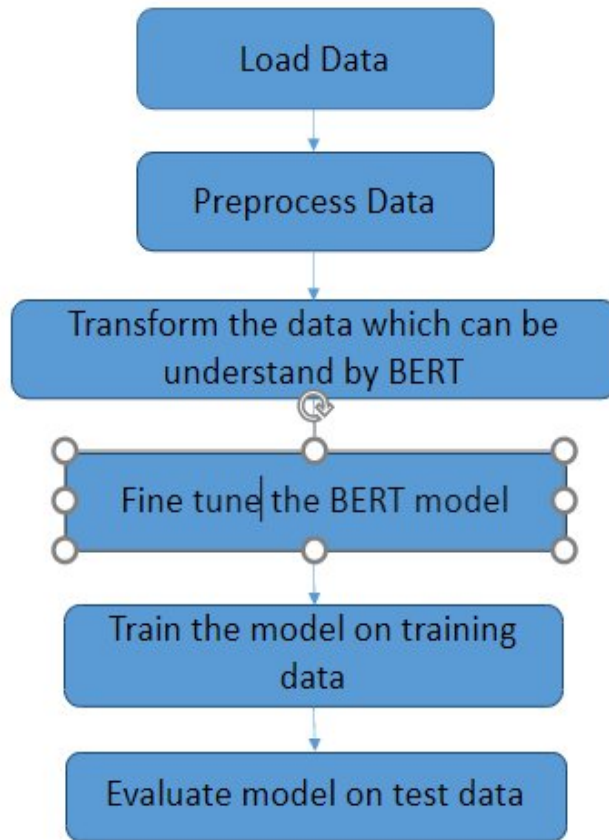 Load Data
Preprocess Data
Transform the data which can be
understand by BERT
Fine tune the BERT model
Train the model on training
data
Evaluate model on test data